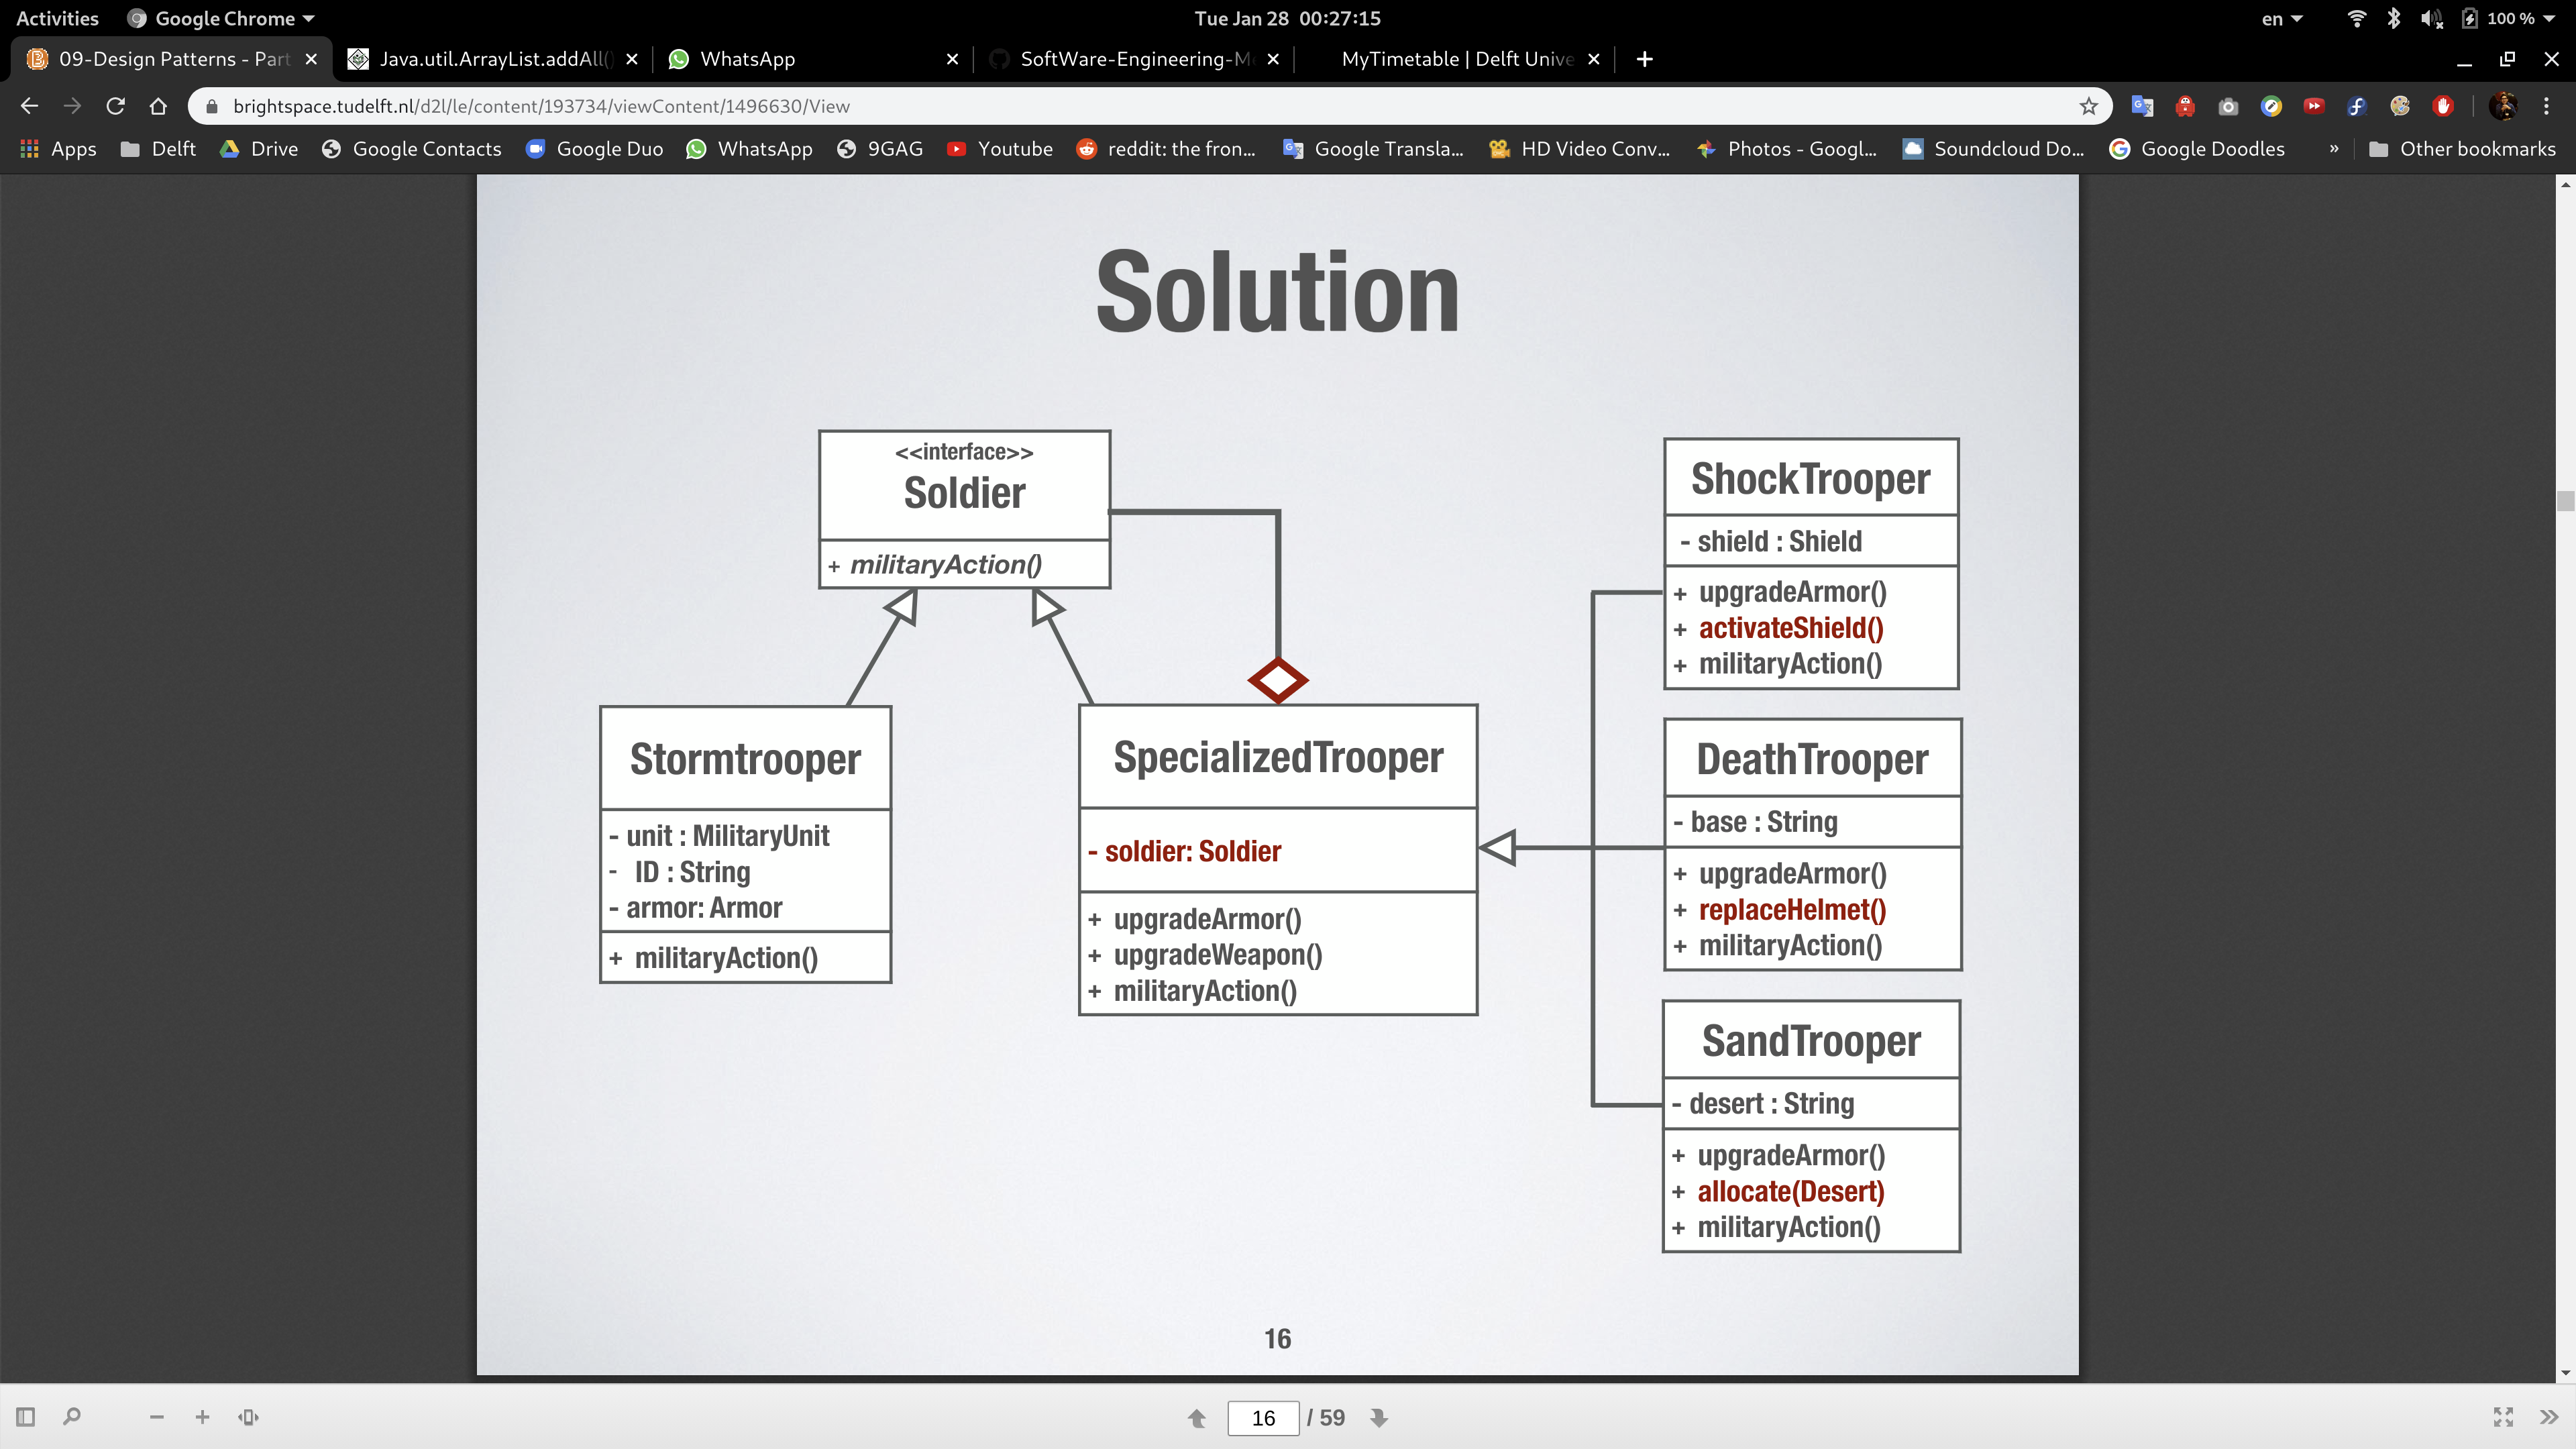 Activities Google Chrome Tue Jan 28 00:27:15 en 100 %
09-Design Patterns - Part Java.util.ArrayList.addAll() WhatsApp SoftWare-Engineering-M MyTimetable | Delft Unive
brightspace.tudelft.nl/d2l/le/content/193734/viewContent/1496630/View
Apps Delft Drive Google Contacts Google Duo WhatsApp 9GAG Youtube reddit: the fron... Google Transla... HD Video Conv... Photos - Googl... Soundcloud Do... Google Doodles » Other bookmarks
Solution
<<interface>>
Soldier
+ militaryAction()
Stormtrooper
- unit : MilitaryUnit
- ID : String
- armor: Armor
+ militaryAction()
SpecializedTrooper
- soldier: Soldier
+ upgradeArmor()
+ upgradeWeapon()
+ militaryAction()
ShockTrooper
- shield : Shield
+ upgradeArmor()
+ activateShield()
+ militaryAction()
DeathTrooper
- base : String
+ upgradeArmor()
+ replaceHelmet()
+ militaryAction()
SandTrooper
- desert : String
+ upgradeArmor()
+ allocate(Desert)
+ militaryAction()
16
16 / 59